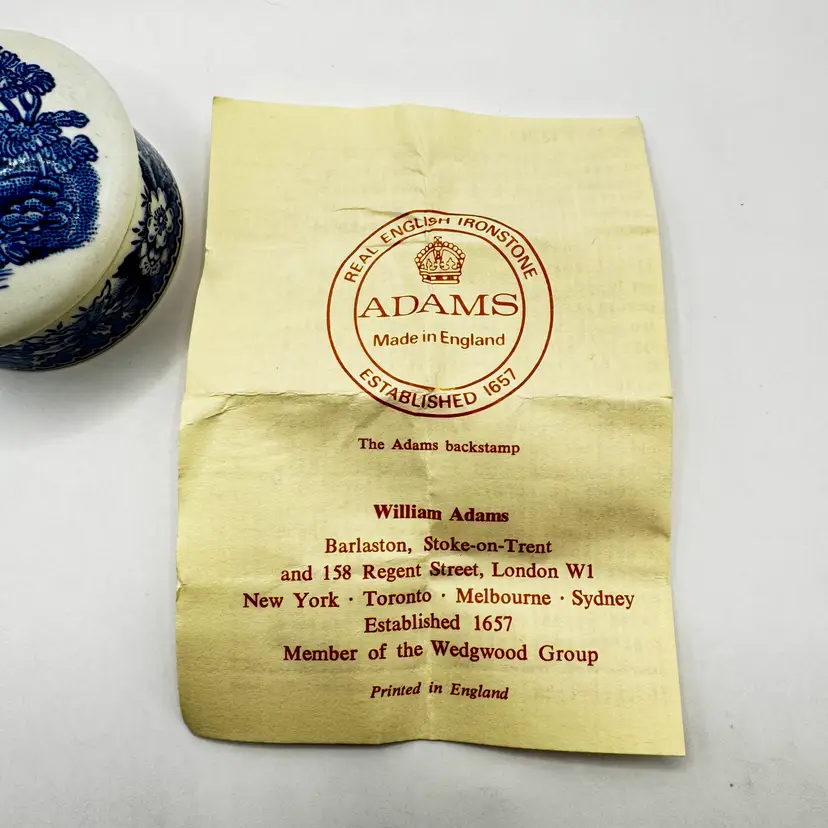 REAL ENGLISH IRONSTONE
ADAMS
Made in England
ESTABLISHED 1657
The Adams backstamp
William Adams
Barlaston, Stoke-on-Trent
and 158 Regent Street, London W1
New York · Toronto · Melbourne · Sydney
Established 1657
Member of the Wedgwood Group
Printed in England